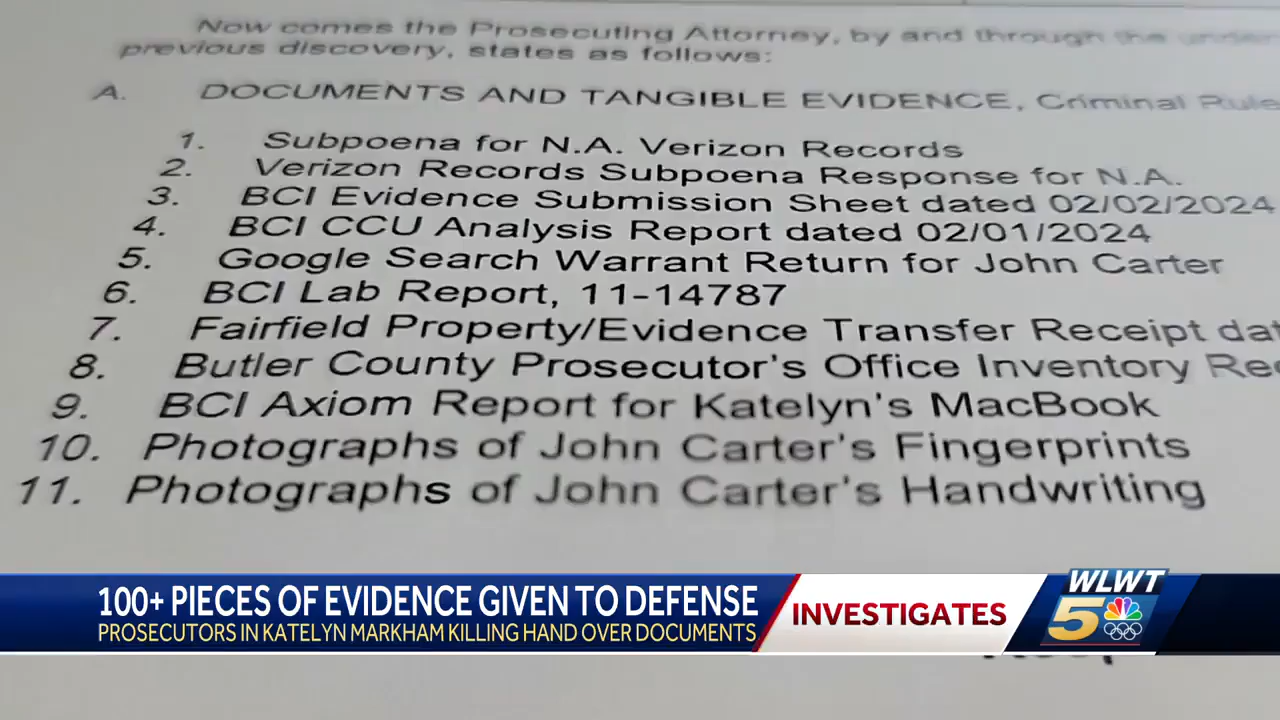 Now comes the Prosecuting Attorney, by and through the
previous discovery, states as follows:
A. DOCUMENTS AND TANGIBLE EVIDENCE, Criminal Rule
1. Subpoena for N.A. Verizon Records
2. Verizon Records Subpoena Response for N.A.
3. BCI Evidence Submission Sheet dated 02/02/2024
4. BCI CCU Analysis Report dated 02/01/2024
5. Google Search Warrant Return for John Carter
6. BCI Lab Report, 11-14787
7. Fairfield Property/Evidence Transfer Receipt
8. Butler County Prosecutor's Office Inventory
9. BCI Axiom Report for Katelyn's MacBook
10. Photographs of John Carter's Fingerprints
11. Photographs of John Carter's Handwriting
100+ PIECES OF EVIDENCE GIVEN TO DEFENSE
PROSECUTORS IN KATELYN MARKHAM KILLING HAND OVER DOCUMENTS
INVESTIGATES
WLWT
5